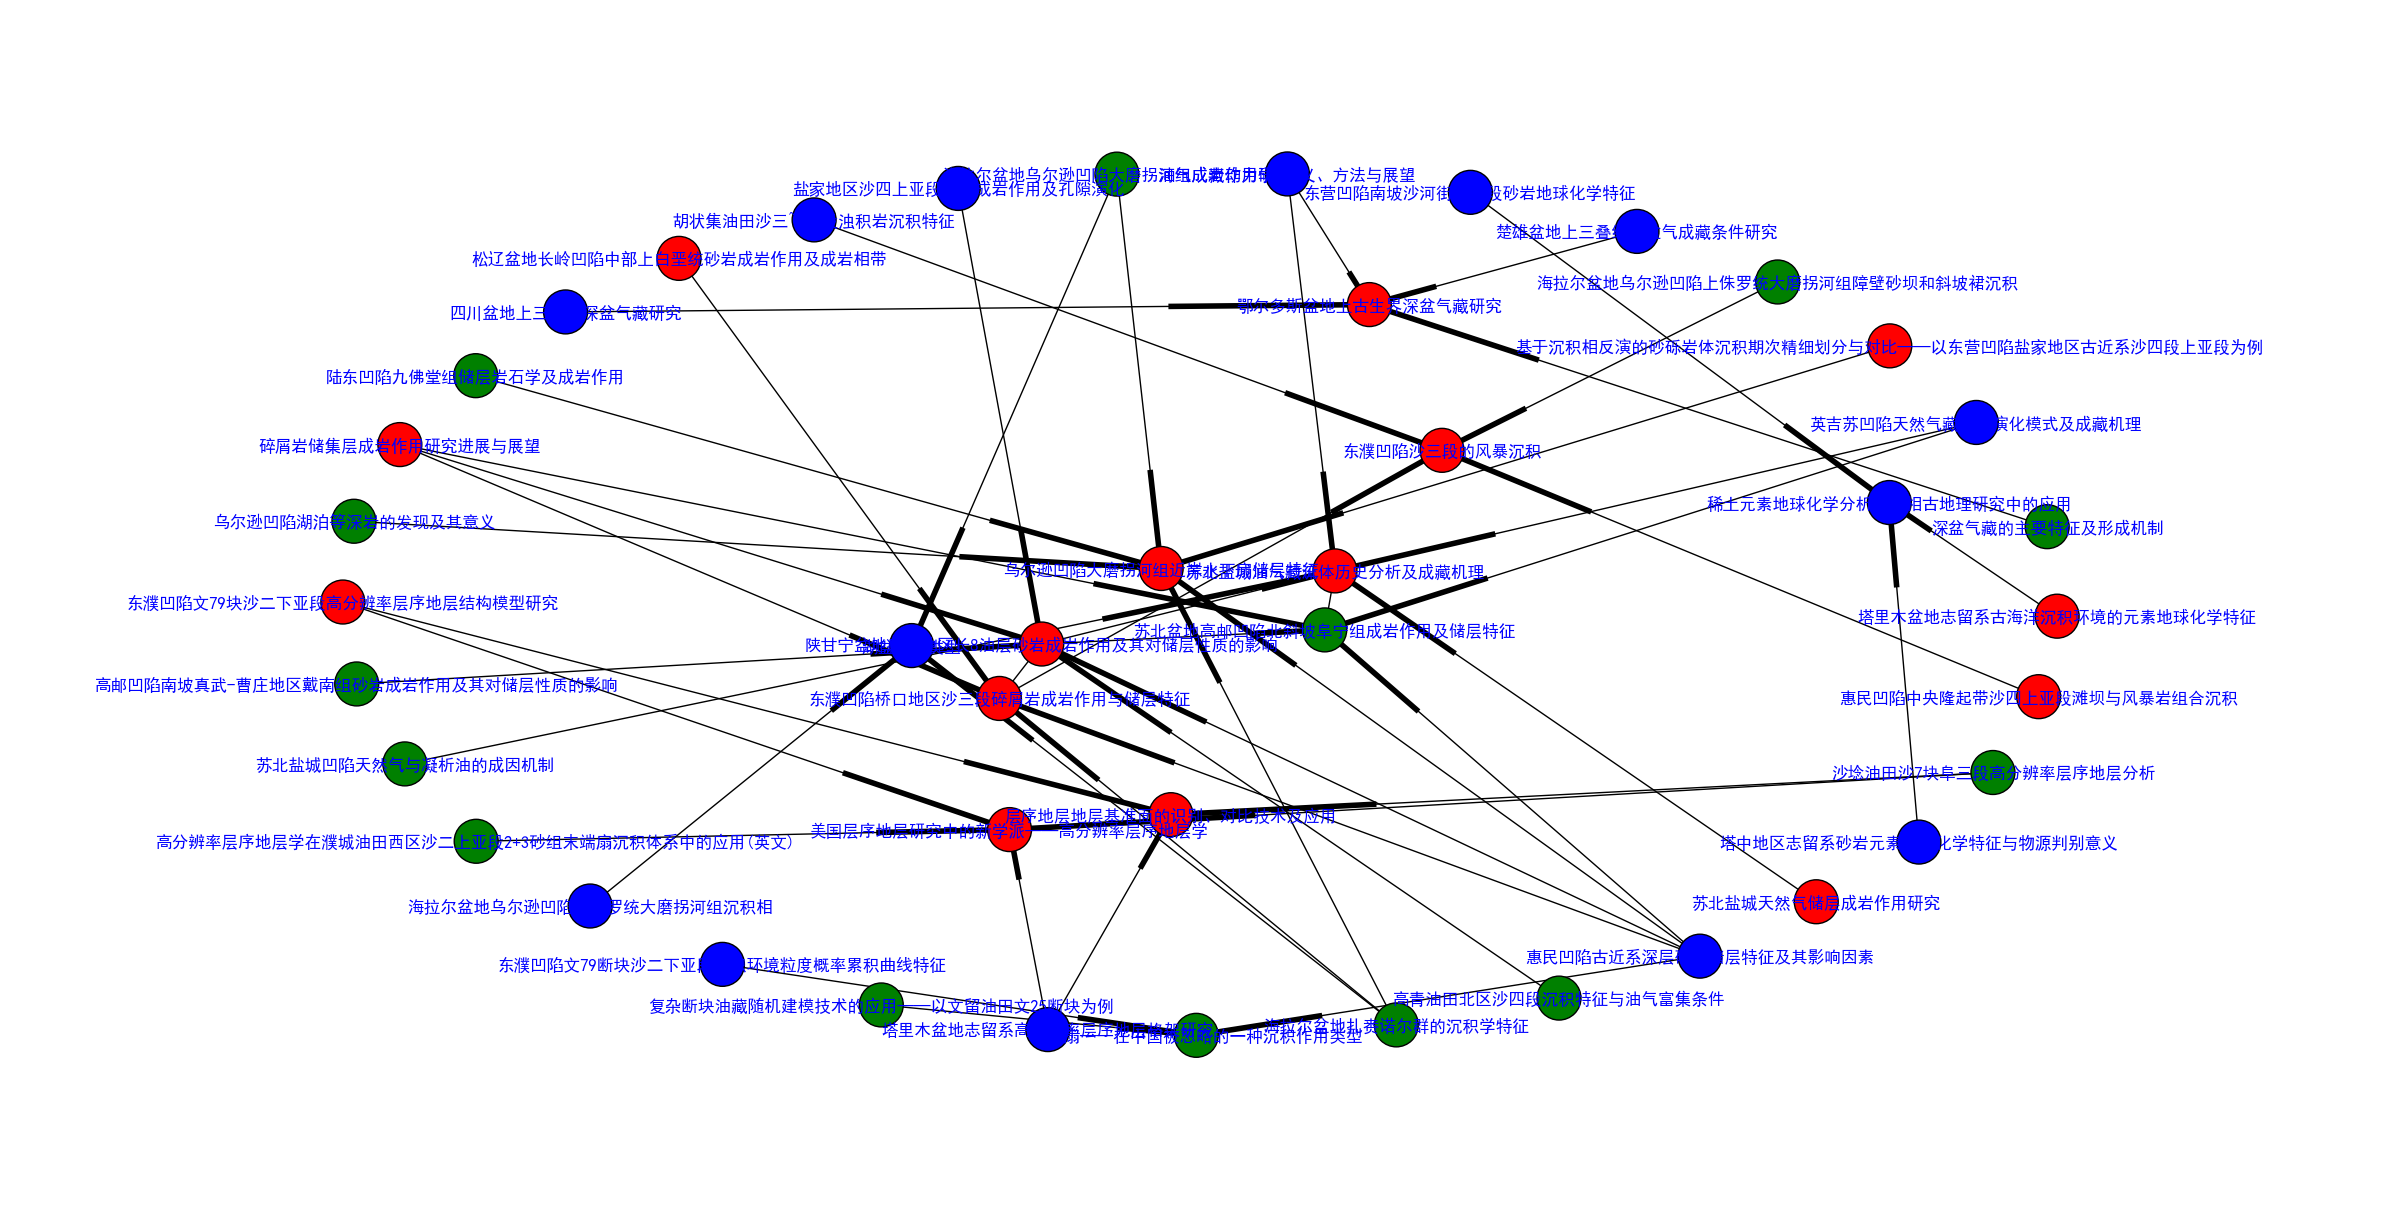 油气成藏动力
义、方法与展望
尔盆地乌尔逊凹陷大磨拐河组成岩作用研
盐家地区沙四上亚段
成岩作用及孔隙演化
东营凹陷南坡沙河街
段砂岩地球化学特征
胡状集油田沙三
浊积岩沉积特征
楚雄盆地上三叠
气成藏条件研究
松辽盆地长岭凹陷中部上白垩统砂岩成岩作用及成岩相带
海拉尔盆地乌尔逊凹陷上侏罗统大磨拐河组障壁砂坝和斜坡裙沉积
四川盆地上三
深盆气藏研究
鄂尔多斯盆地上古生界深盆气藏研究
基于沉积相反演的砂砾岩体沉积期次精细划分与对比——以东营凹陷盐家地区古近系沙四段上亚段为例
陆东凹陷九佛堂组储层岩石学及成岩作用
英吉苏凹陷天然气藏
演化模式及成藏机理
碎屑岩储集层成岩作用研究进展与展望
东濮凹陷沙三段的风暴沉积
稀土元素地球化学分析
相古地理研究中的应用
乌尔逊凹陷湖泊等深岩的发现及其意义
深盆气藏的主要特征及形成机制
乌尔逊凹陷大磨拐河组近岸水下扇储层特征
苏北盐城油气藏流体历史分析及成藏机理
东濮凹陷文79块沙二下亚段高分辨率层序地层结构模型研究
塔里木盆地志留系古海洋沉积环境的元素地球化学特征
苏北盆地高邮凹陷北斜坡阜宁组成岩作用及储层特征
陕甘宁盆地
长-8油层砂岩成岩作用及其对储层性质的影响
高邮凹陷南坡真武-曹庄地区戴南组砂岩成岩作用及其对储层性质的影响
东濮凹陷桥口地区沙三段碎屑岩成岩作用与储层特征
惠民凹陷中央隆起带沙四上亚段滩坝与风暴岩组合沉积
苏北盐城凹陷天然气与凝析油的成因机制
沙埝油田沙7块阜三段高分辨率层序地层分析
层序地层地层基准面的识别、对比技术及应用
美国层序地层研究中的新学派——高分辨率层序地层学
高分辨率层序地层学在濮城油田西区沙二上亚段2+3砂组末端扇沉积体系中的应用(英文)
塔中地区志留系砂岩元素
化学特征与物源判别意义
苏北盐城天然气储层成岩作用研究
海拉尔盆地乌尔逊凹陷
罗统大磨拐河组沉积相
惠民凹陷古近系深层
层特征及其影响因素
东濮凹陷文79断块沙二下亚
环境粒度概率累积曲线特征
高青油田北区沙四段沉积特征与油气富集条件
复杂断块油藏随机建模技术的应用——以文留油田文25断块为例
海拉尔盆地扎赉诺尔群的沉积学特征
塔里木盆地志留系高
率层序地层格架研究
扇——在中国被忽略的一种沉积作用类型